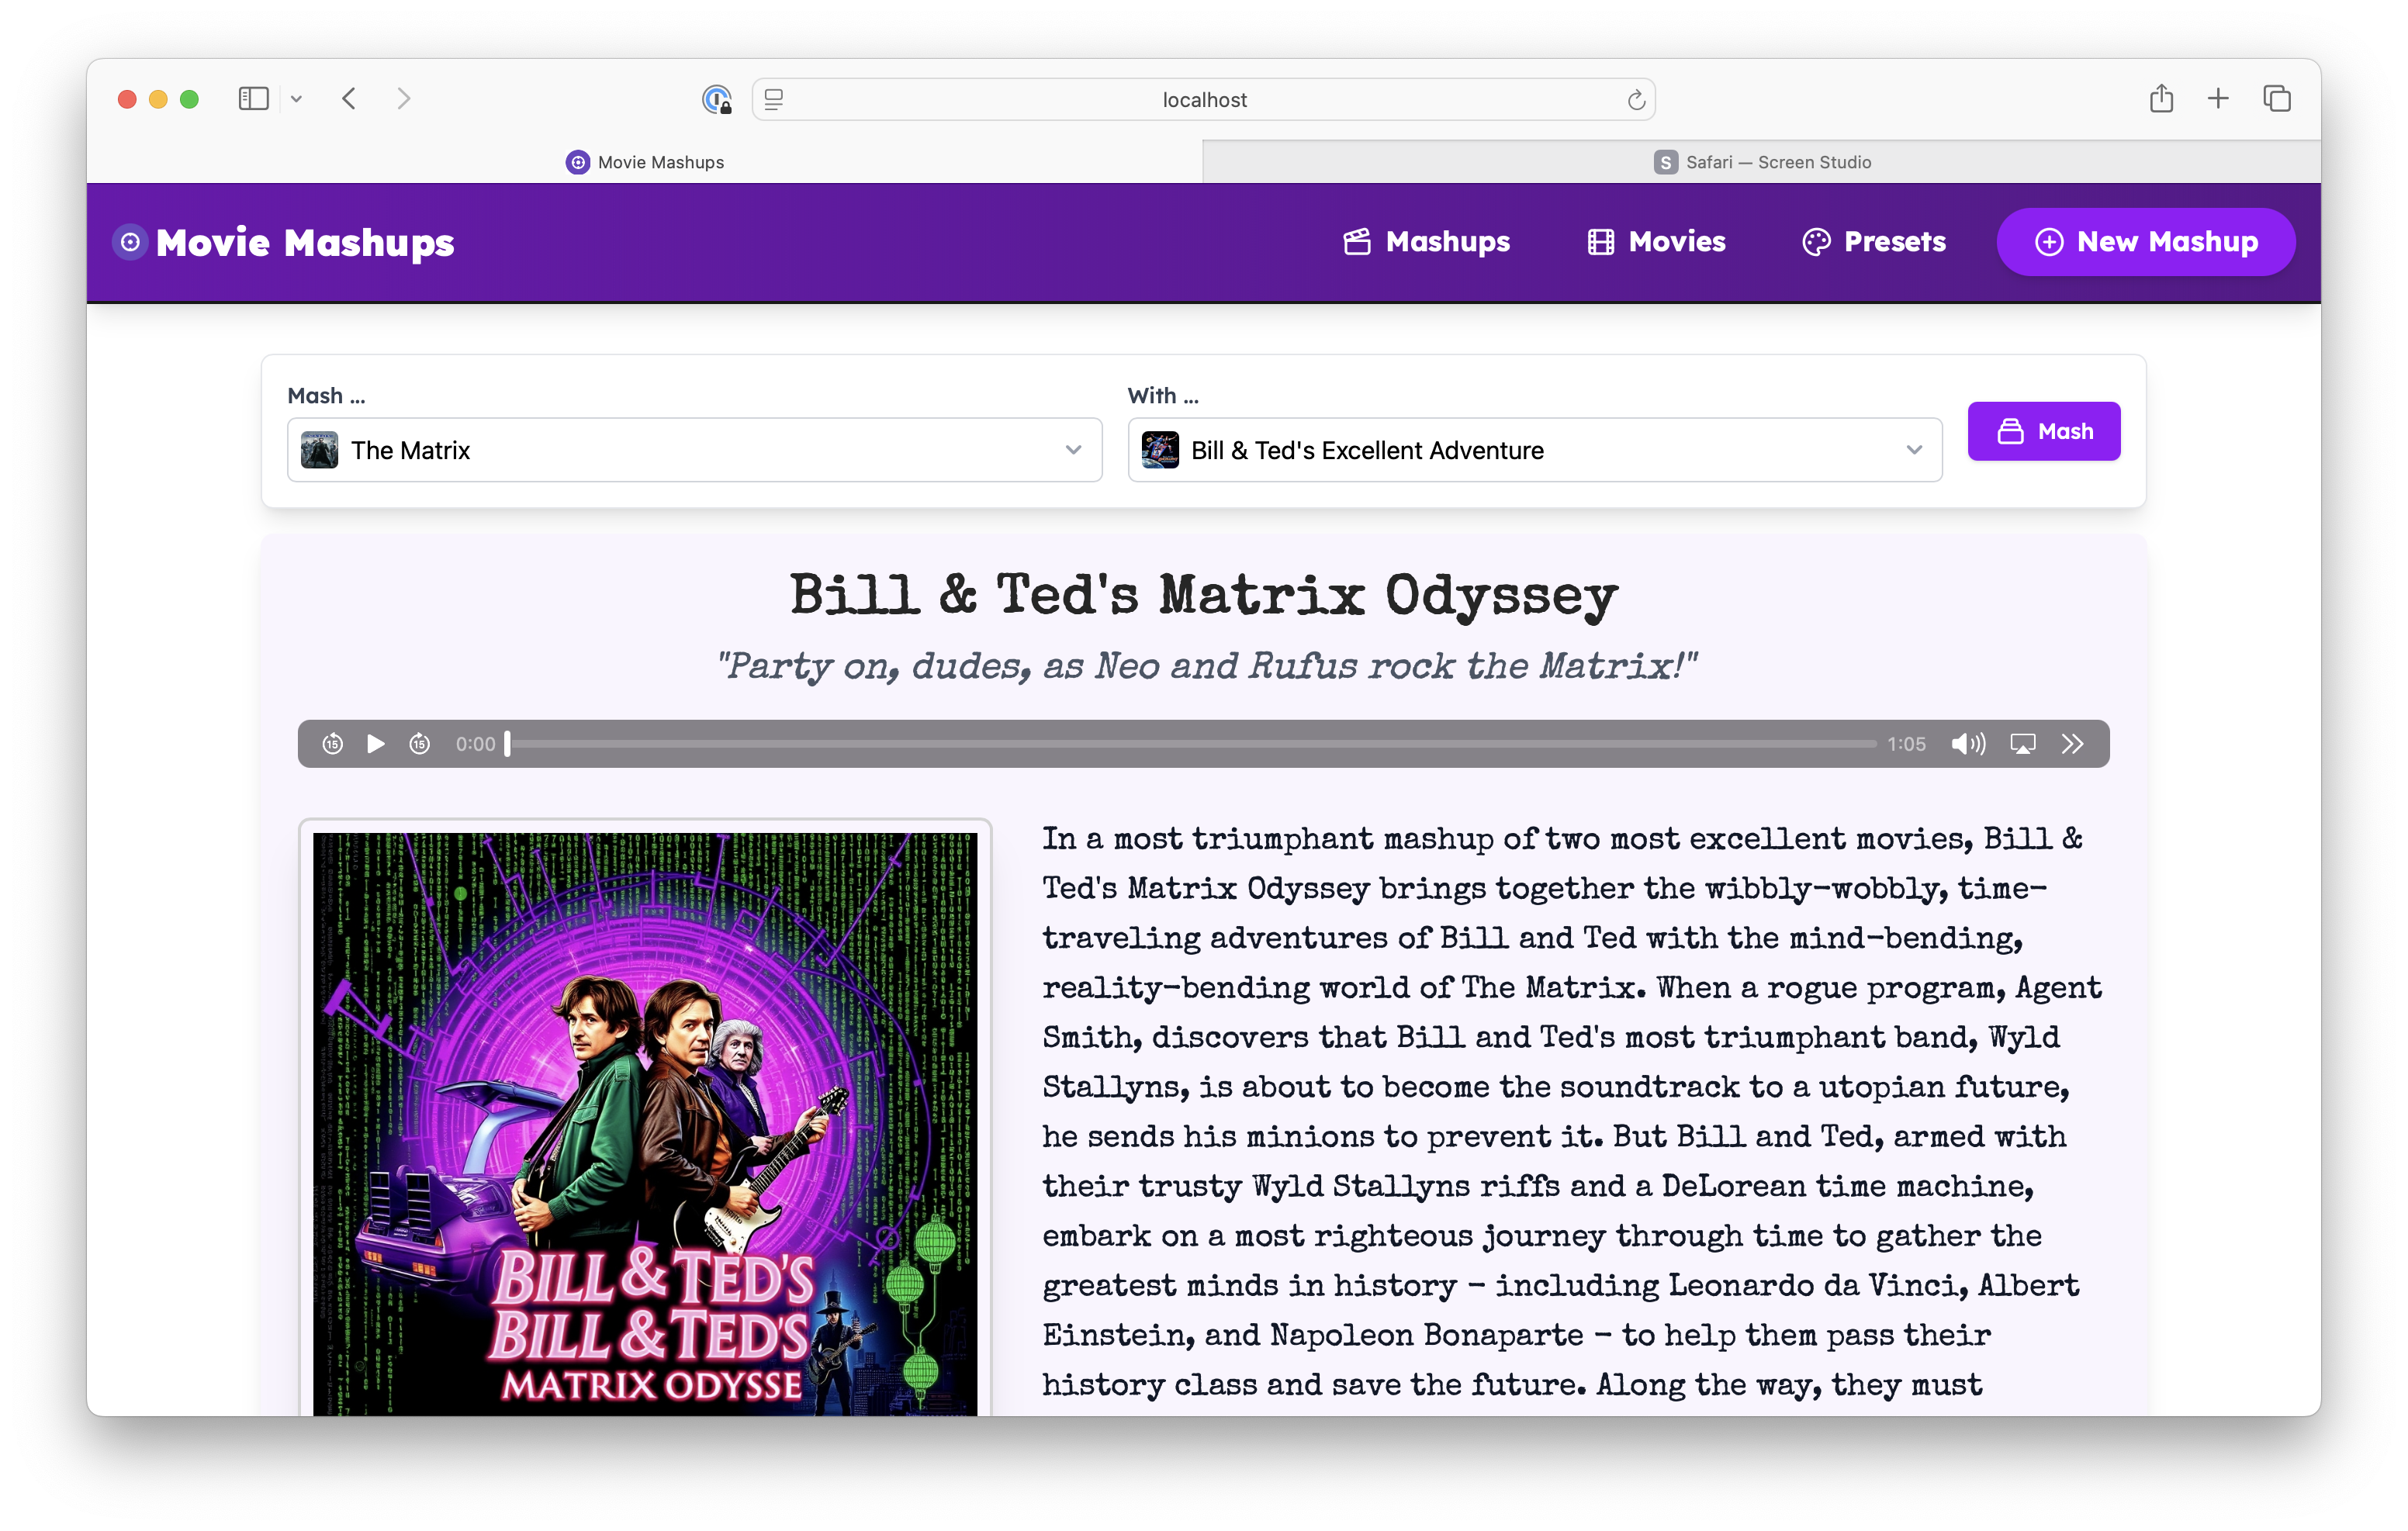 localhost
Movie Mashups
S Safari — Screen Studio
Movie Mashups
Mashups
Movies
Presets
New Mashup
Mash ...
With ...
The Matrix
Bill & Ted's Excellent Adventure
Mash
Bill & Ted's Matrix Odyssey
"Party on, dudes, as Neo and Rufus rock the Matrix!"
15
15
0:00
1:05
In a most triumphant mashup of two most excellent movies, Bill &
Ted's Matrix Odyssey brings together the wibbly-wobbly, time-
traveling adventures of Bill and Ted with the mind-bending,
reality-bending world of The Matrix. When a rogue program, Agent
Smith, discovers that Bill and Ted's most triumphant band, Wyld
Stallyns, is about to become the soundtrack to a utopian future,
he sends his minions to prevent it. But Bill and Ted, armed with
their trusty Wyld Stallyns riffs and a DeLorean time machine,
embark on a most righteous journey through time to gather the
greatest minds in history - including Leonardo da Vinci, Albert
Einstein, and Napoleon Bonaparte - to help them pass their
history class and save the future. Along the way, they must
BILL & TED'S
BILL & TED'S
MATRIX ODYSSE